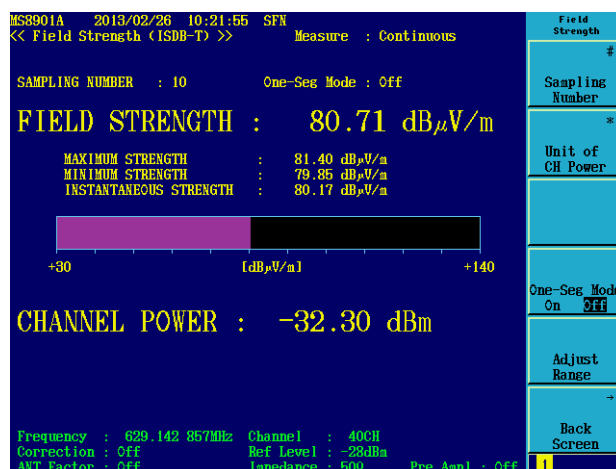 MS8901A 2013/02/26 10:21:55 SFN
<< Field Strength (ISDB-T) >> Measure : Continuous
SAMPLING NUMBER : 10 One-Seg Mode : Off
FIELD STRENGTH : 80.71 dBμV/m
MAXIMUM STRENGTH : 81.40 dBμV/m
MINIMUM STRENGTH : 79.85 dBμV/m
INSTANTANEOUS STRENGTH : 80.17 dBμV/m
+30 [dBμV/m] +140
CHANNEL POWER : -32.30 dBm
Frequency : 629.142 857MHz Channel : 40CH
Correction : Off Ref Level : -28dBm
ANT Factor : Off Impedance : 50Ω Pre Ampl : Off
Field
Strength
#
Sampling
Number
*
Unit of
CH Power
One-Seg Mode
On Off
Adjust
Range
→
Back
Screen
1